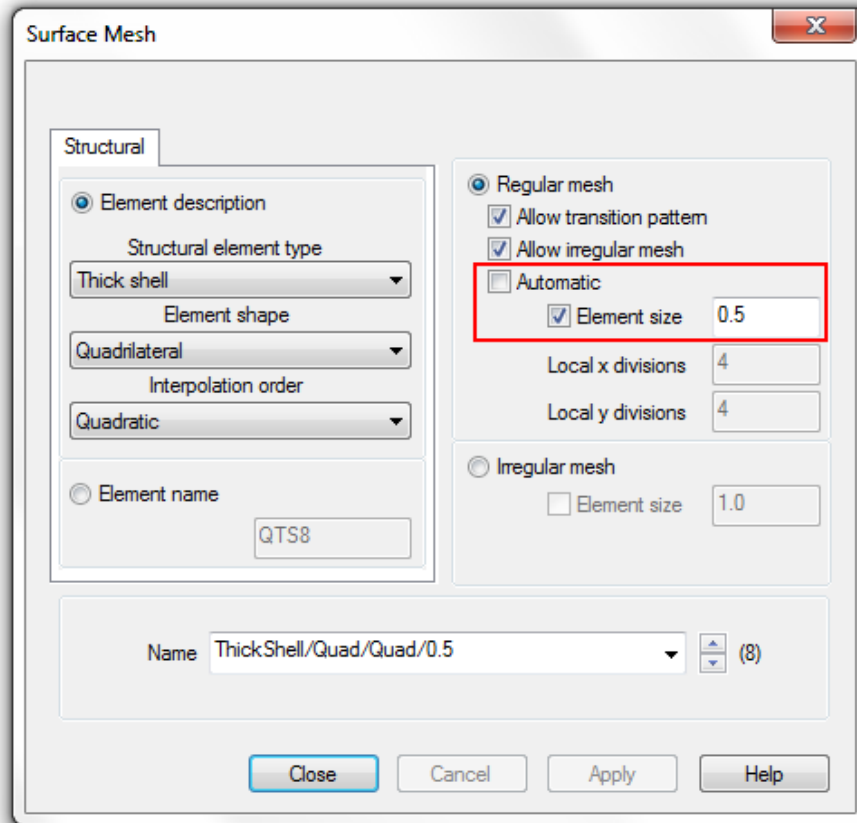 Surface Mesh
Structural
Element description
Structural element type
Thick shell
Element shape
Quadrilateral
Interpolation order
Quadratic
Element name
QTS8
Regular mesh
Allow transition pattern
Allow irregular mesh
Automatic
Element size 0.5
Local x divisions 4
Local y divisions 4
Irregular mesh
Element size 1.0
Name ThickShell/Quad/Quad/0.5 (8)
Close Cancel Apply Help